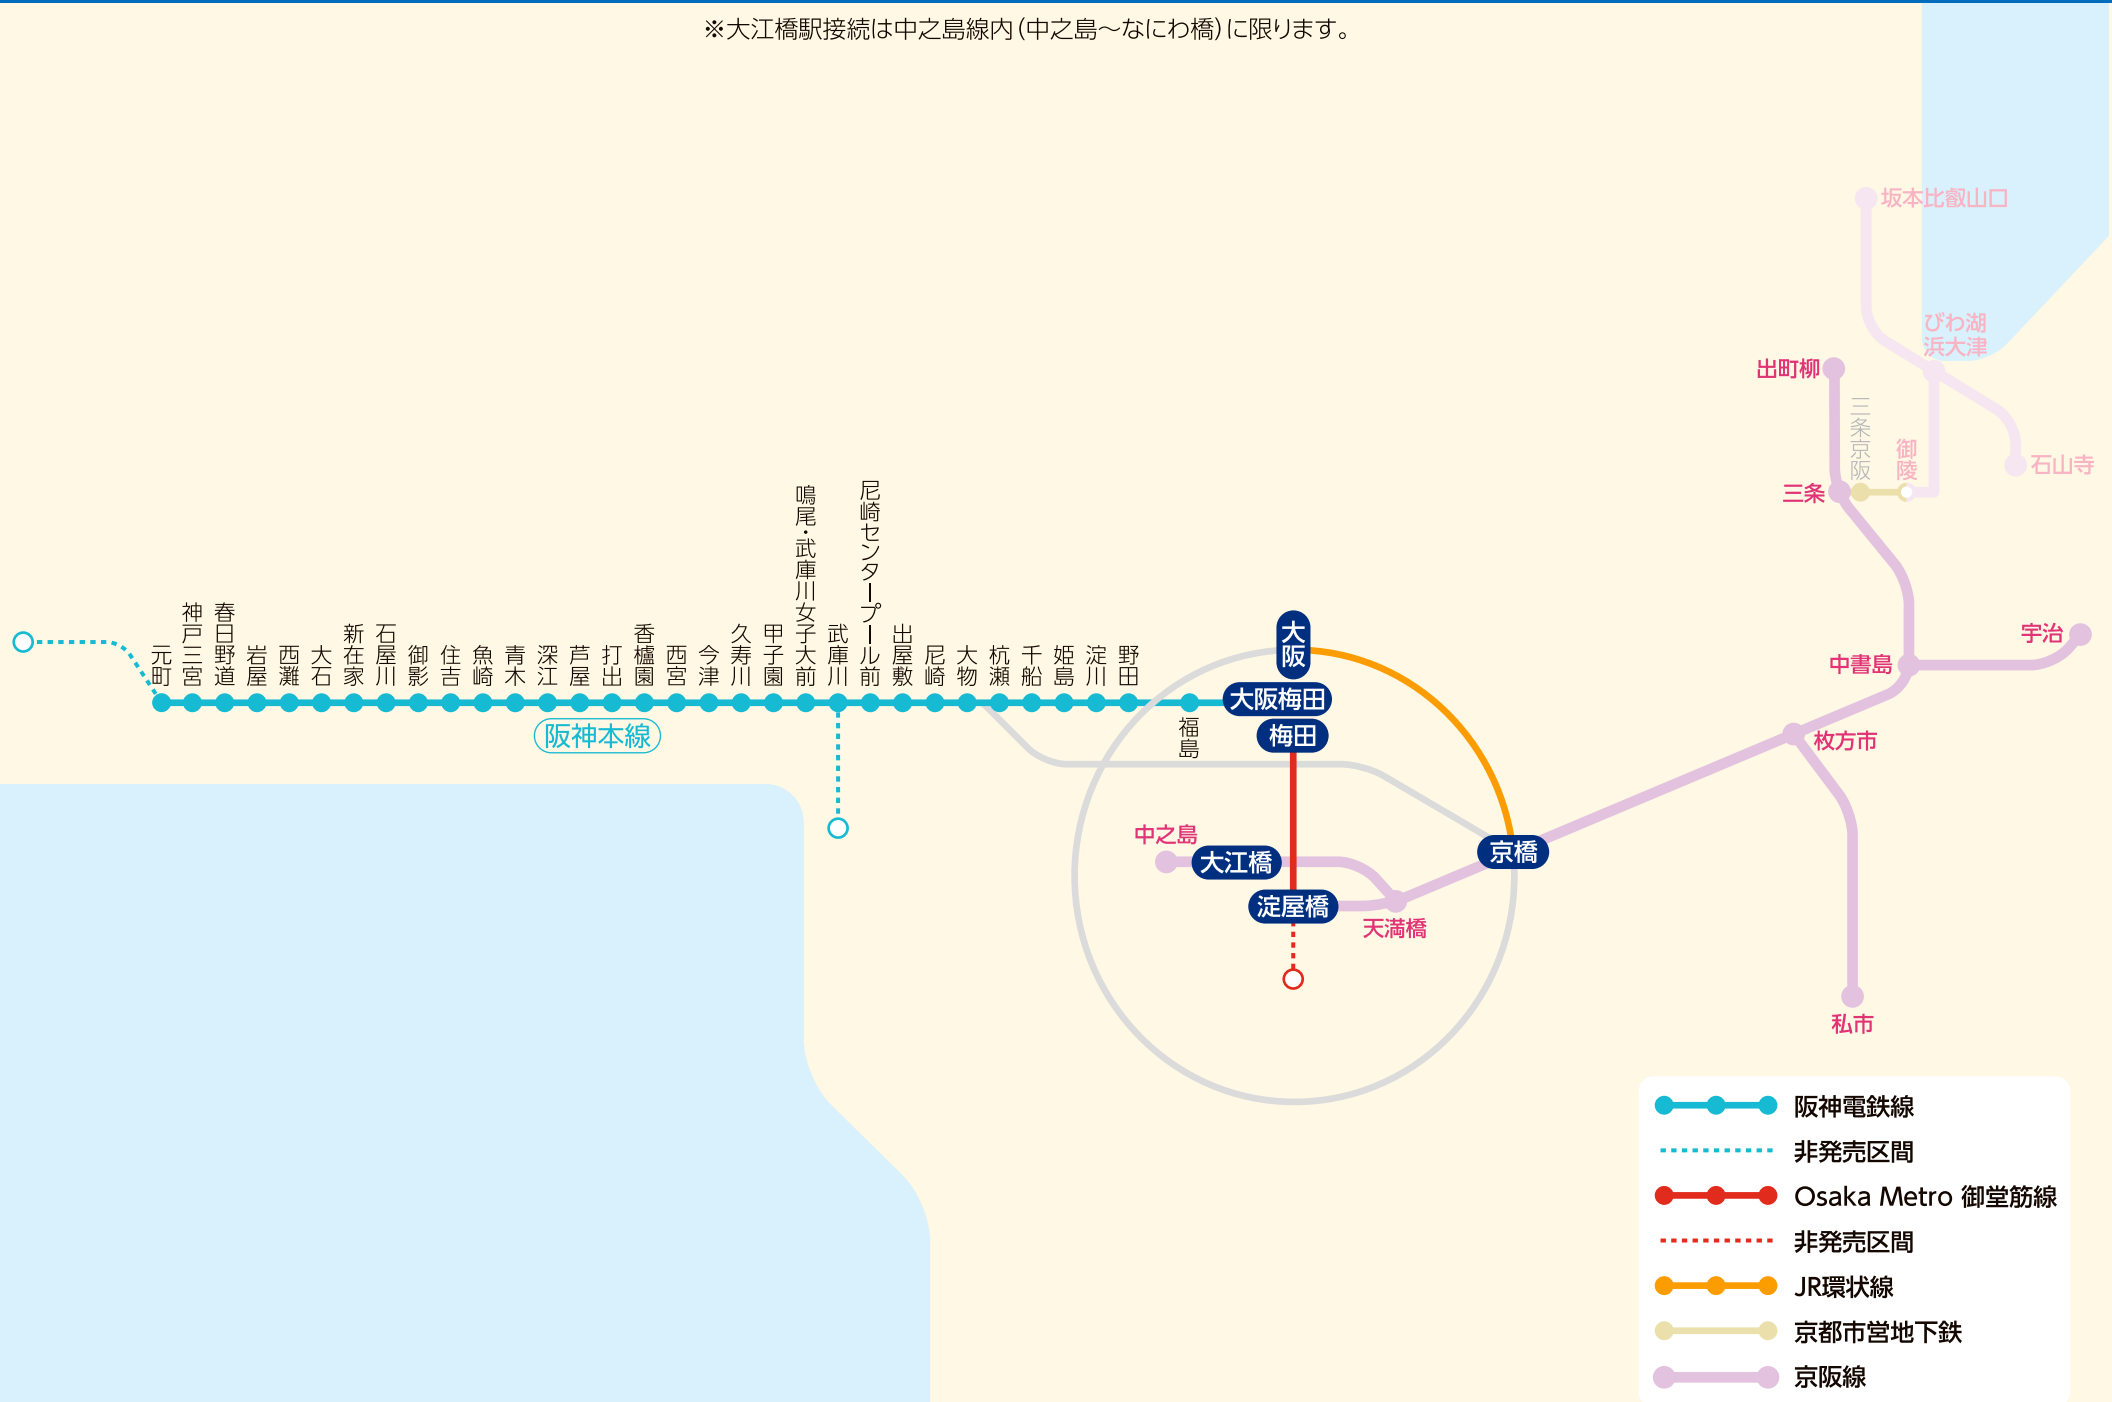 ※大江橋駅接続は中之島線内(中之島～なにわ橋)に限ります。
坂本比叡山口
びわ湖
浜大津
出町柳
三条京阪
御陵
石山寺
三条
宇治
中書島
枚方市
私市
元町
神戸三宮
春日野道
岩屋
西灘
大石
新在家
石屋川
御影
住吉
魚崎
青木
深江
芦屋
打出
香櫨園
西宮
今津
久寿川
甲子園
鳴尾・武庫川女子大前
武庫川
尼崎センタープール前
出屋敷
尼崎
大物
杭瀬
千船
姫島
淀川
野田
福島
阪神本線
大阪
大阪梅田
梅田
中之島
大江橋
淀屋橋
天満橋
京橋
阪神電鉄線
非発売区間
Osaka Metro 御堂筋線
非発売区間
JR環状線
京都市営地下鉄
京阪線